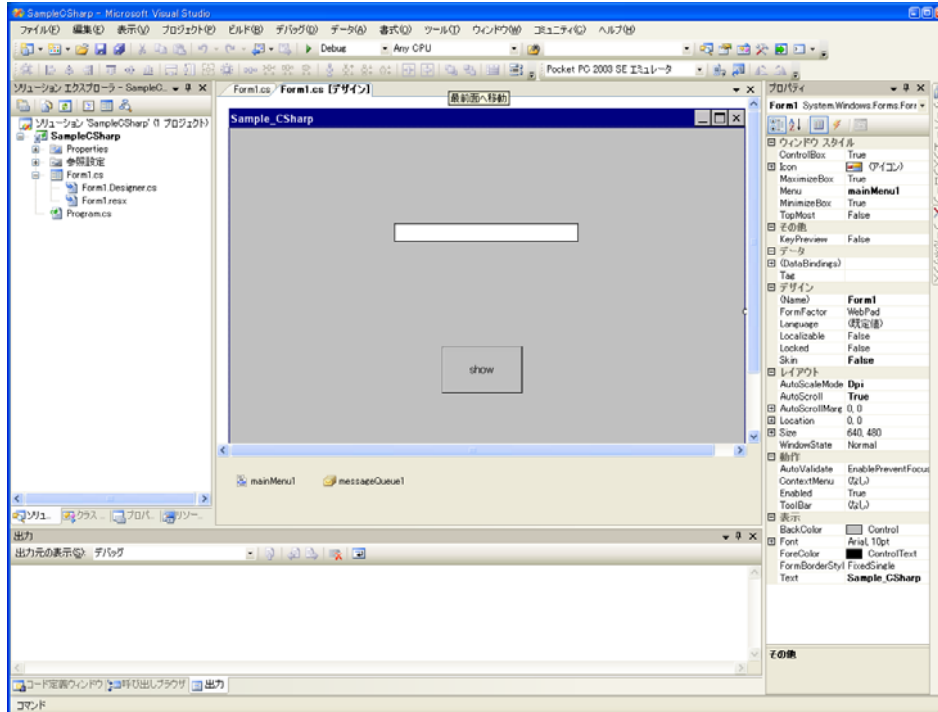 SampleCSharp - Microsoft Visual Studio
ファイル(F) 編集(E) 表示(V) プロジェクト(P) ビルド(B) デバッグ(D) データ(A) 書式(O) ツール(T) ウィンドウ(W) コミュニティ(C) ヘルプ(H)
Debug Any CPU
Pocket PC 2003 SE エミュレータ
ソリューション エクスプローラ - SampleC...
ソリューション 'SampleCSharp' (1 プロジェクト)
SampleCSharp
Properties
参照設定
Form1.cs
Form1.Designer.cs
Form1.resx
Program.cs
ソリュ... クラス... プロパ... リソー...
Form1.cs Form1.cs [デザイン]
最前面へ移動
Sample_CSharp
show
mainMenu1 messageQueue1
プロパティ
Form1 System.Windows.Forms.Forr
ウィンドウ スタイル
ControlBox True
Icon (アイコン)
MaximizeBox True
Menu mainMenu1
MinimizeBox True
TopMost False
その他
KeyPreview False
データ
(DataBindings)
Tag
デザイン
(Name) Form1
FormFactor WebPad
Language (既定値)
Localizable False
Locked False
Skin False
レイアウト
AutoScaleMode Dpi
AutoScroll True
AutoScrollMarg 0, 0
Location 0, 0
Size 640, 480
WindowState Normal
動作
AutoValidate EnablePreventFocus
ContextMenu (なし)
Enabled True
ToolBar (なし)
表示
BackColor Control
Font Arial, 10pt
ForeColor ControlText
FormBorderStyl FixedSingle
Text Sample_CSharp
その他
出力
出力元の表示(S): デバッグ
コード定義ウィンドウ 呼び出しブラウザ 出力
コマンド